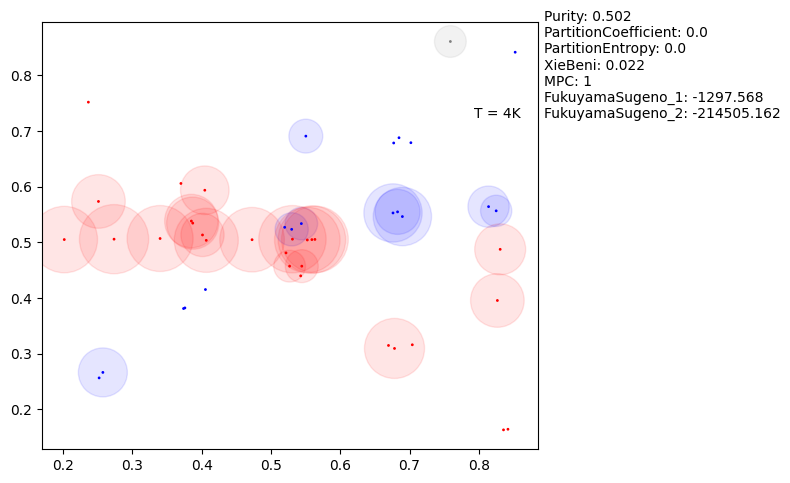 Purity: 0.502
PartitionCoefficient: 0.0
PartitionEntropy: 0.0
XieBeni: 0.022
MPC: 1
FukuyamaSugeno_1: -1297.568
FukuyamaSugeno_2: -214505.162
T = 4K
0.8
0.7
0.6
0.5
0.4
0.3
0.2
0.2 0.3 0.4 0.5 0.6 0.7 0.8